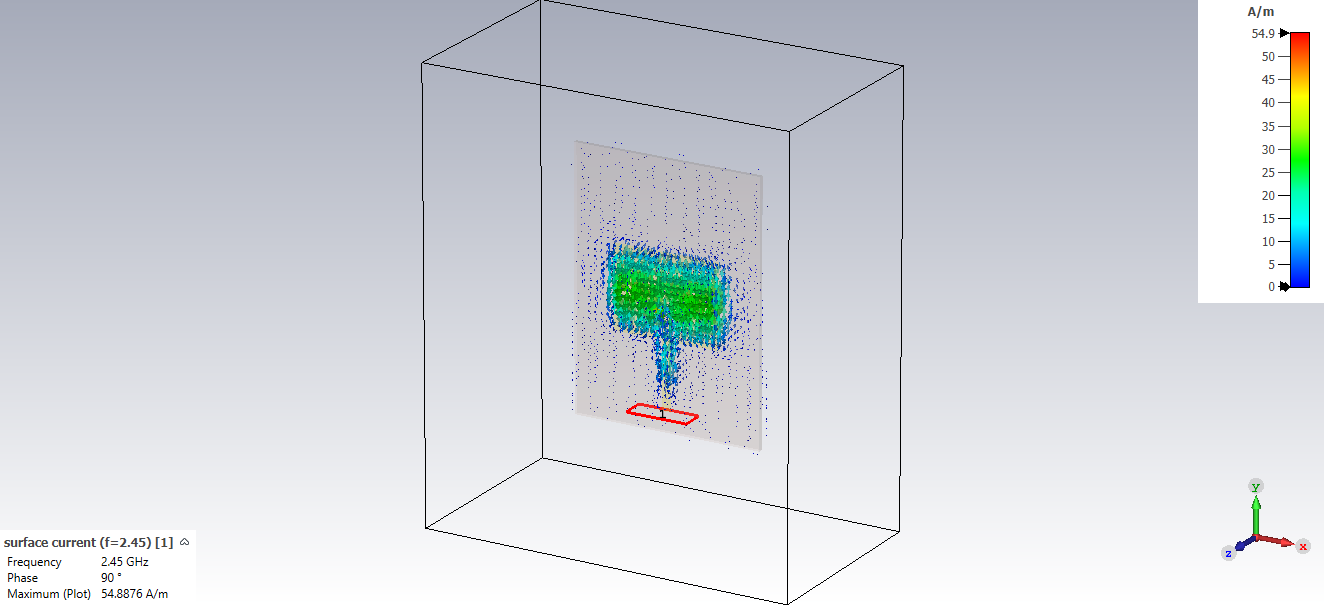 A/m
54.9
50
45
40
35
30
25
20
15
10
5
0
1
y
x
z
surface current (f=2.45) [1]
Frequency 2.45 GHz
Phase 90 °
Maximum (Plot) 54.8876 A/m